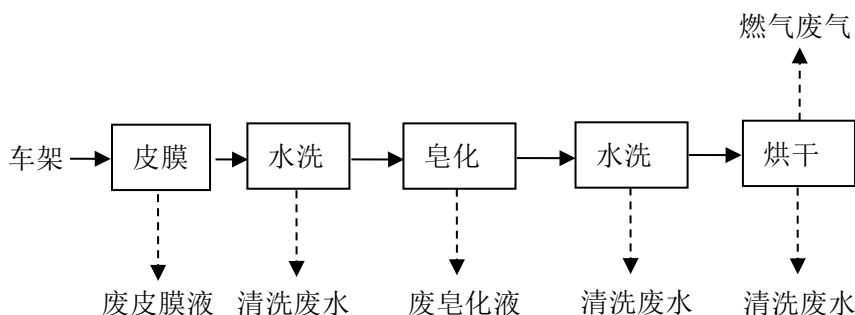 燃气废气
车架
皮膜
水洗
皂化
水洗
烘干
废皮膜液
清洗废水
废皂化液
清洗废水
清洗废水